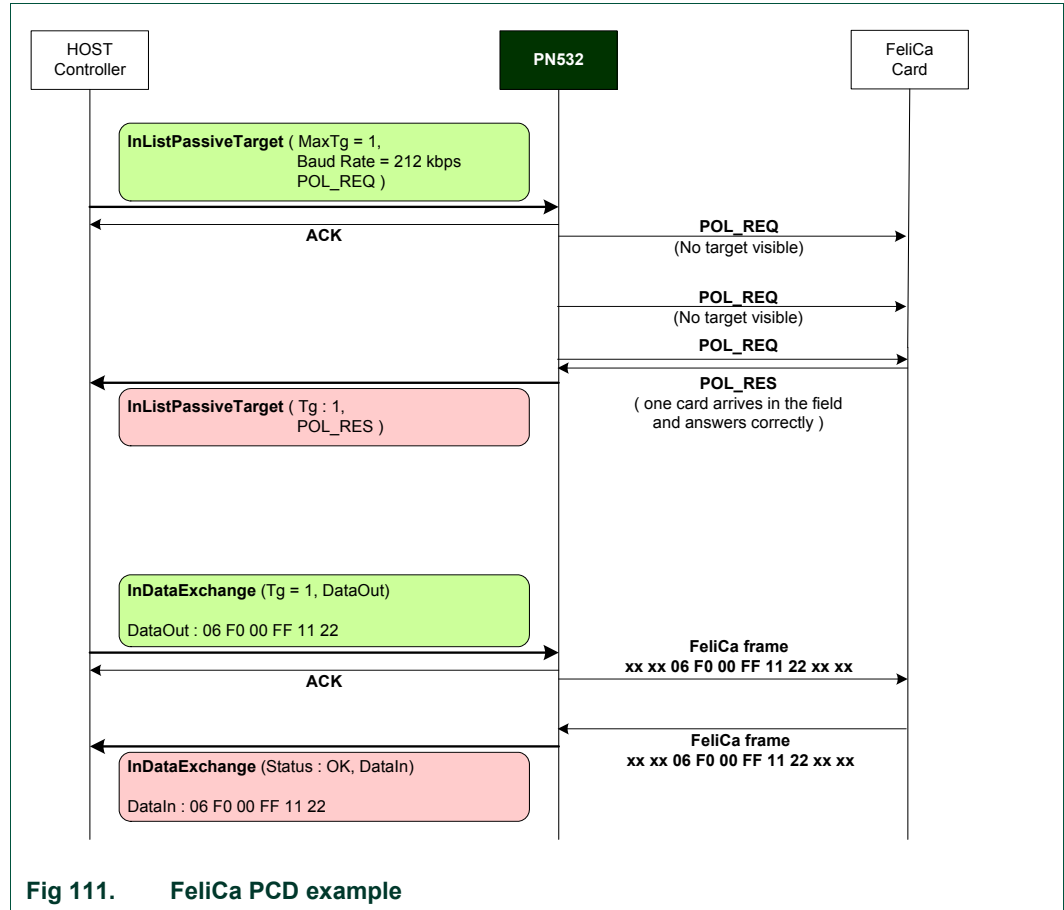 HOST
Controller
PN532
FeliCa
Card
InListPassiveTarget ( MaxTg = 1,
Baud Rate = 212 kbps
POL_REQ )
ACK
POL_REQ
(No target visible)
POL_REQ
(No target visible)
POL_REQ
POL_RES
( one card arrives in the field
and answers correctly )
InListPassiveTarget ( Tg : 1,
POL_RES )
InDataExchange (Tg = 1, DataOut)
DataOut : 06 F0 00 FF 11 22
FeliCa frame
xx xx 06 F0 00 FF 11 22 xx xx
ACK
FeliCa frame
xx xx 06 F0 00 FF 11 22 xx xx
InDataExchange (Status : OK, DataIn)
DataIn : 06 F0 00 FF 11 22
Fig 111. FeliCa PCD example